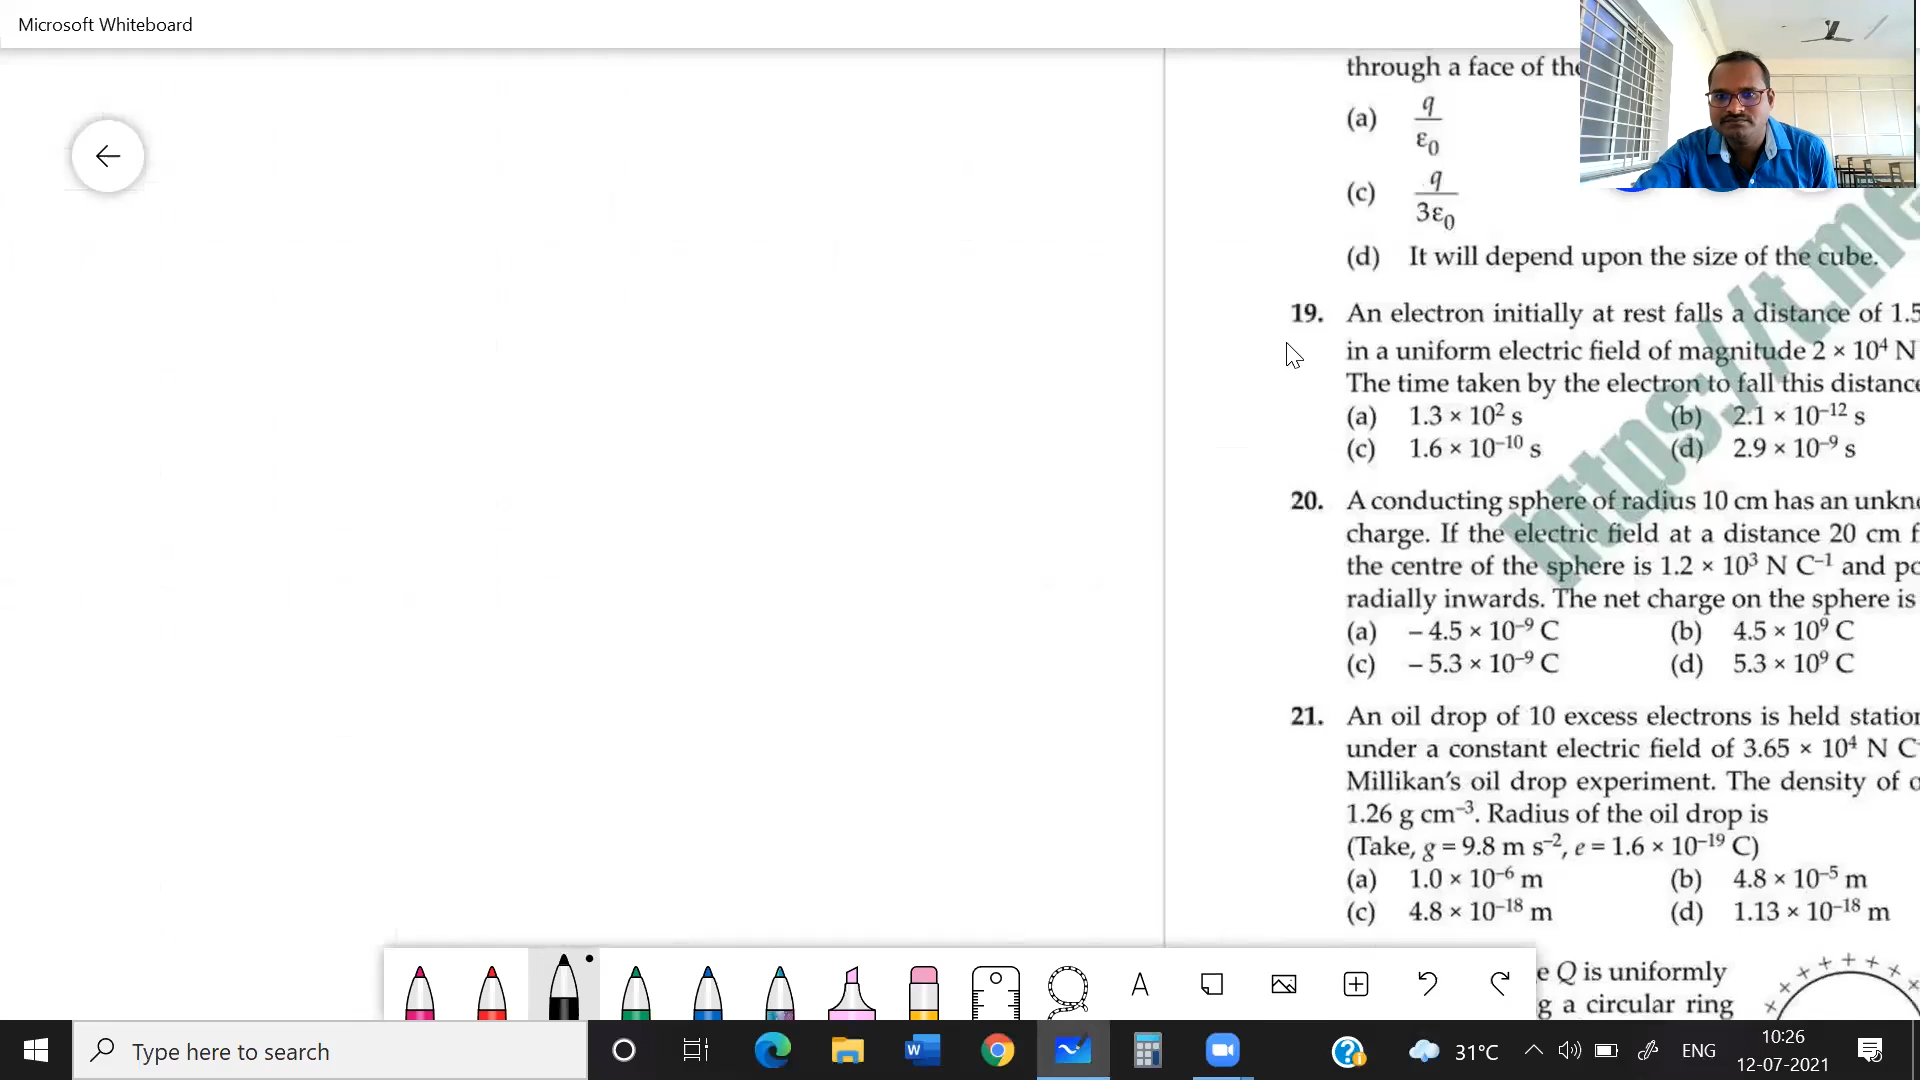 Microsoft Whiteboard
through a face of the
(a) q/ε0
(c) q/3ε0
(d) It will depend upon the size of the cube.
19. An electron initially at rest falls a distance of 1.5
in a uniform electric field of magnitude 2 × 10⁴ N
The time taken by the electron to fall this distance
(a) 1.3 × 10² s (b) 2.1 × 10⁻¹² s
(c) 1.6 × 10⁻¹⁰ s (d) 2.9 × 10⁻⁹ s
20. A conducting sphere of radius 10 cm has an unkno
charge. If the electric field at a distance 20 cm f
the centre of the sphere is 1.2 × 10³ N C⁻¹ and po
radially inwards. The net charge on the sphere is
(a) – 4.5 × 10⁻⁹ C (b) 4.5 × 10⁹ C
(c) – 5.3 × 10⁻⁹ C (d) 5.3 × 10⁹ C
21. An oil drop of 10 excess electrons is held station
under a constant electric field of 3.65 × 10⁴ N C
Millikan's oil drop experiment. The density of o
1.26 g cm⁻³. Radius of the oil drop is
(Take, g = 9.8 m s⁻², e = 1.6 × 10⁻¹⁹ C)
(a) 1.0 × 10⁻⁶ m (b) 4.8 × 10⁻⁵ m
(c) 4.8 × 10⁻¹⁸ m (d) 1.13 × 10⁻¹⁸ m
e Q is uniformly
g a circular ring
https://t.me
Type here to search
31°C
ENG
10:26
12-07-2021